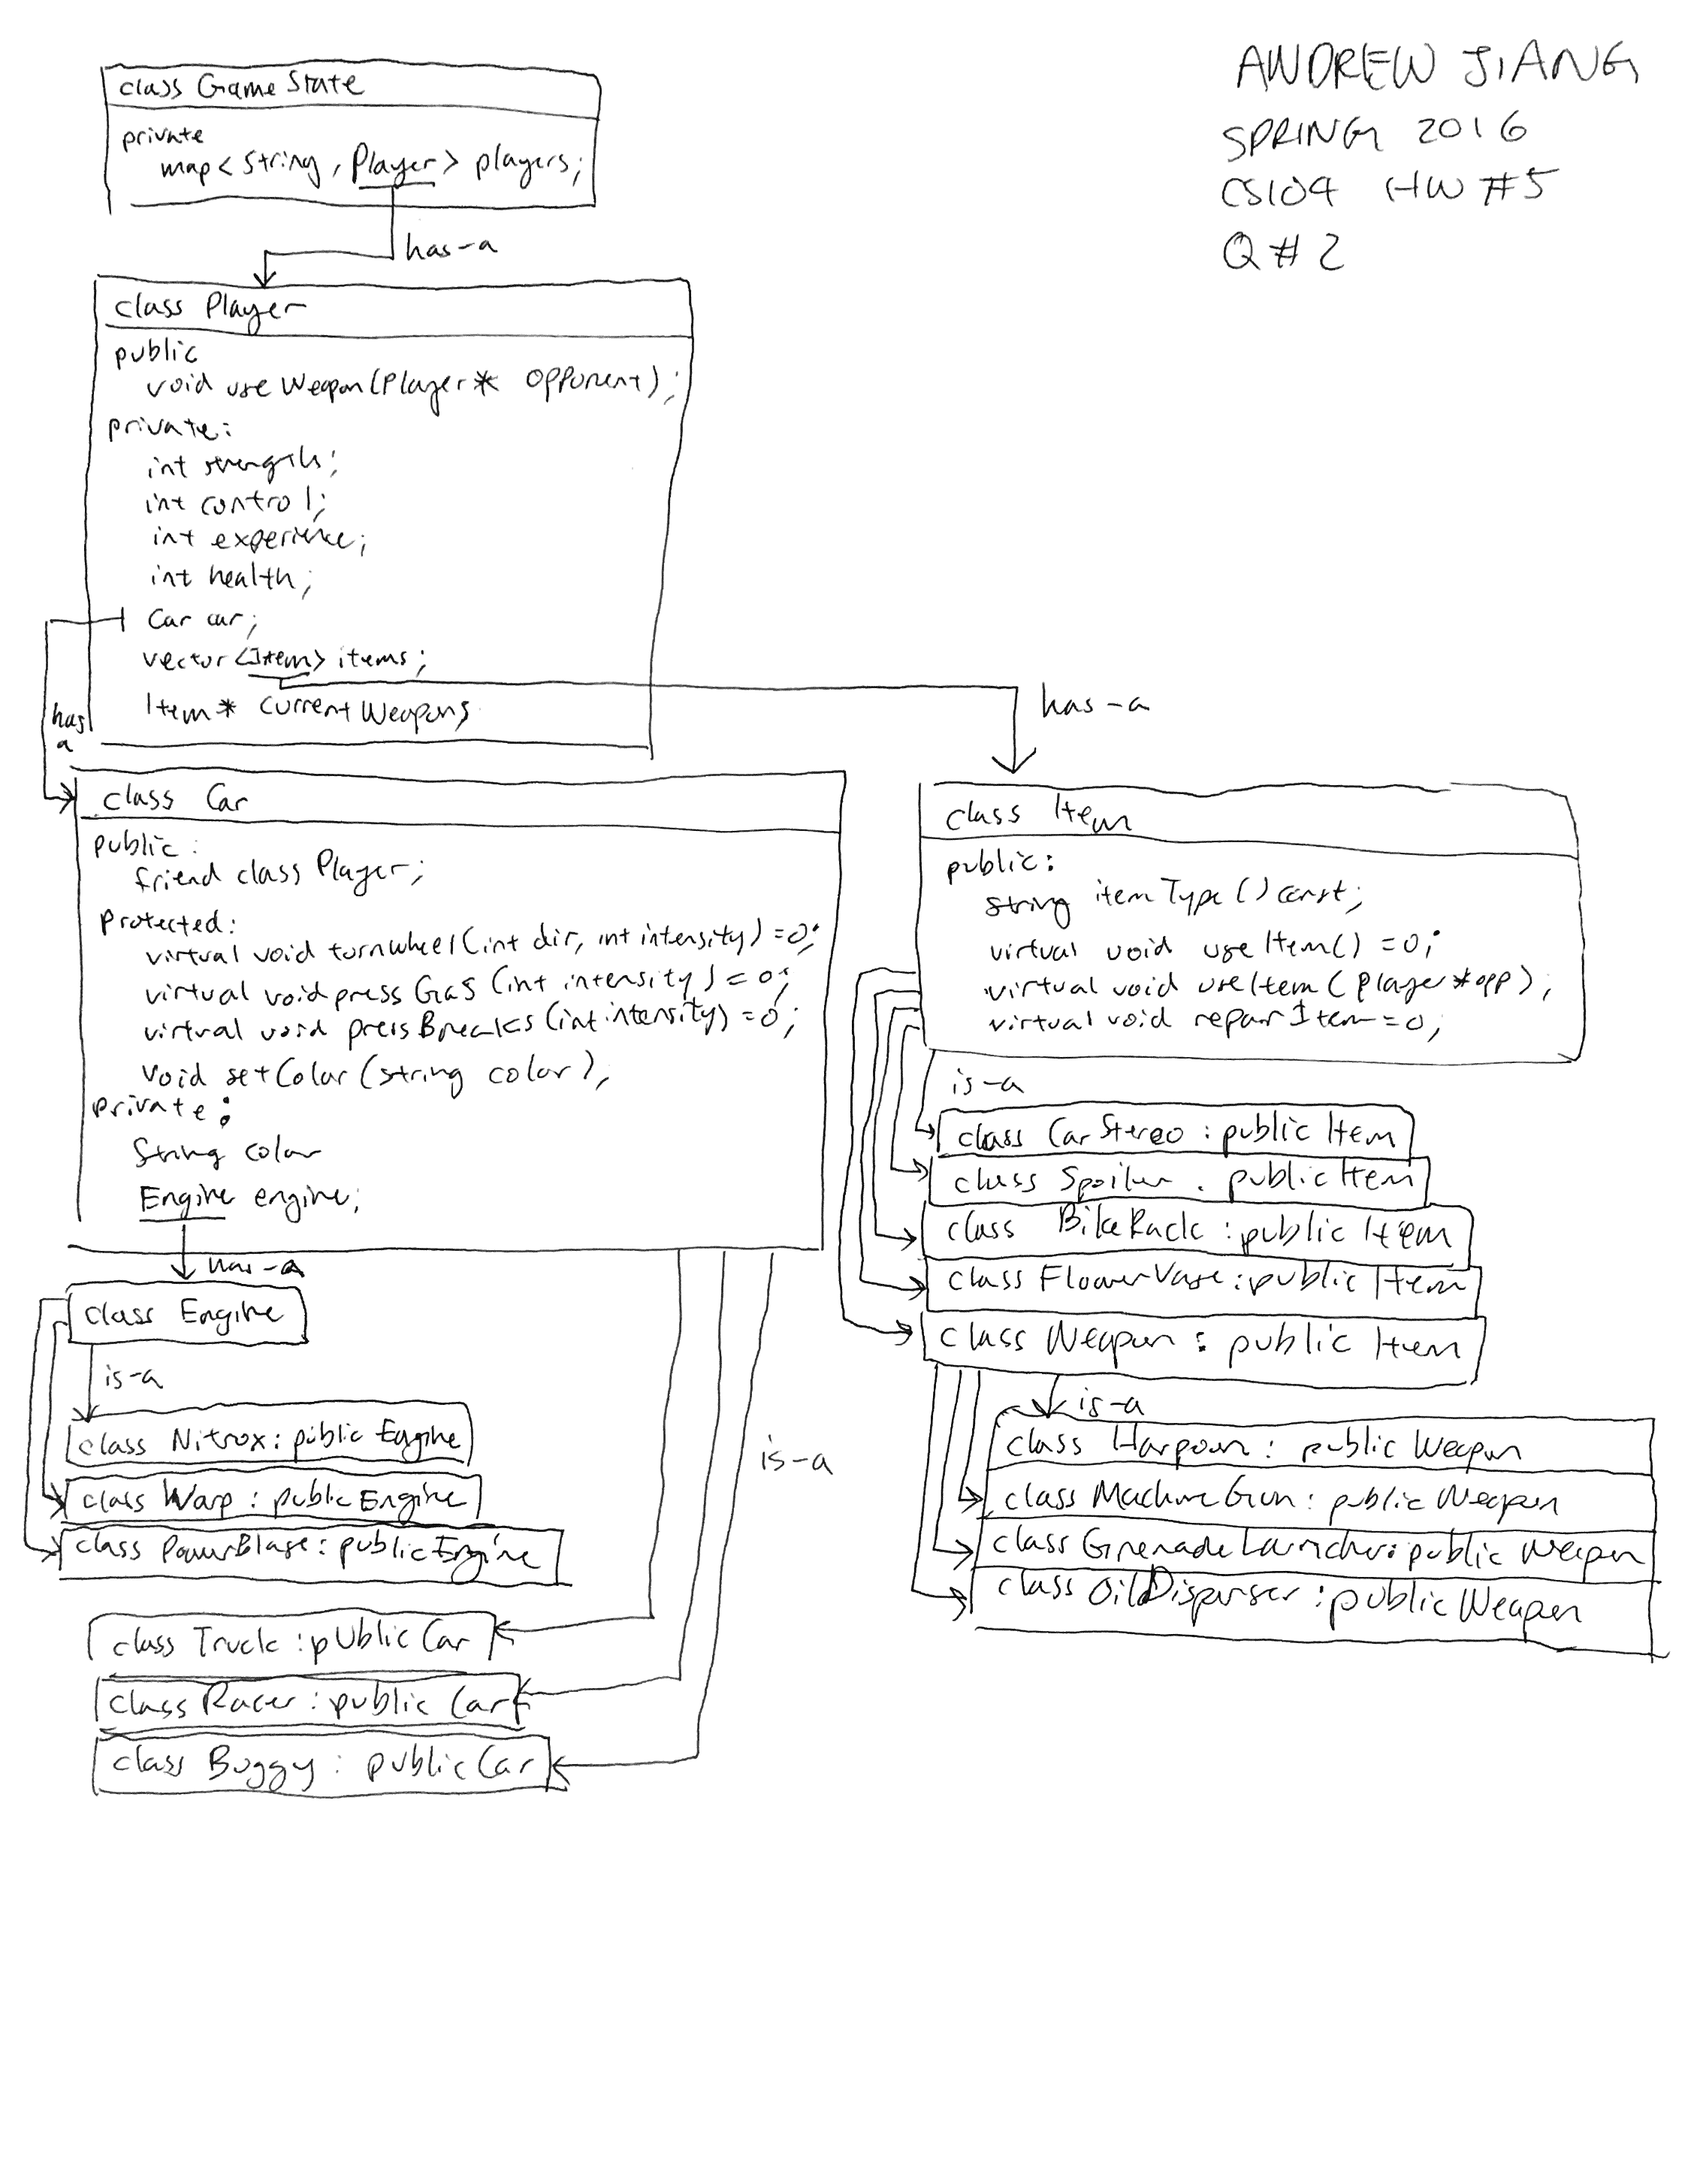 ANDREW JIANG
SPRING 2016
CS104 HW #5
Q#2
class GameState
private
map<string, Player> players;
has-a
class Player
public
void useWeapon(Player* opponent);
private:
int strength;
int control;
int experience;
int health;
Car car;
vector<Item> items;
Item* currentWeapons
has
a
has-a
class Car
public:
friend class Player;
Protected:
virtual void turnwheel(int dir, int intensity)=0;
virtual void press Gas (int intensity)=0;
virtual void pressBreaks(int intensity)=0;
void setColor(string color);
private:
String color
Engine engine;
has-a
class Engine
is-a
class Nitrox: public Engine
class Warp: public Engine
class PowerBlase: public Engine
is-a
class Truck: public Car
class Racer: public Car
class Buggy: public Car
class Item
public:
string itemType() const;
virtual void useItem()=0;
virtual void useItem(player*opp);
virtual void repairItem=0;
is-a
class CarStereo: public Item
class Spoiler. public Item
class BikeRack: public Item
class FlowerVase: public Item
class Weapon: public Item
is-a
class Harpoon: public Weapon
class MachineGun: public Weapon
class GrenadeLauncher: public Weapon
class OilDisperser: public Weapon